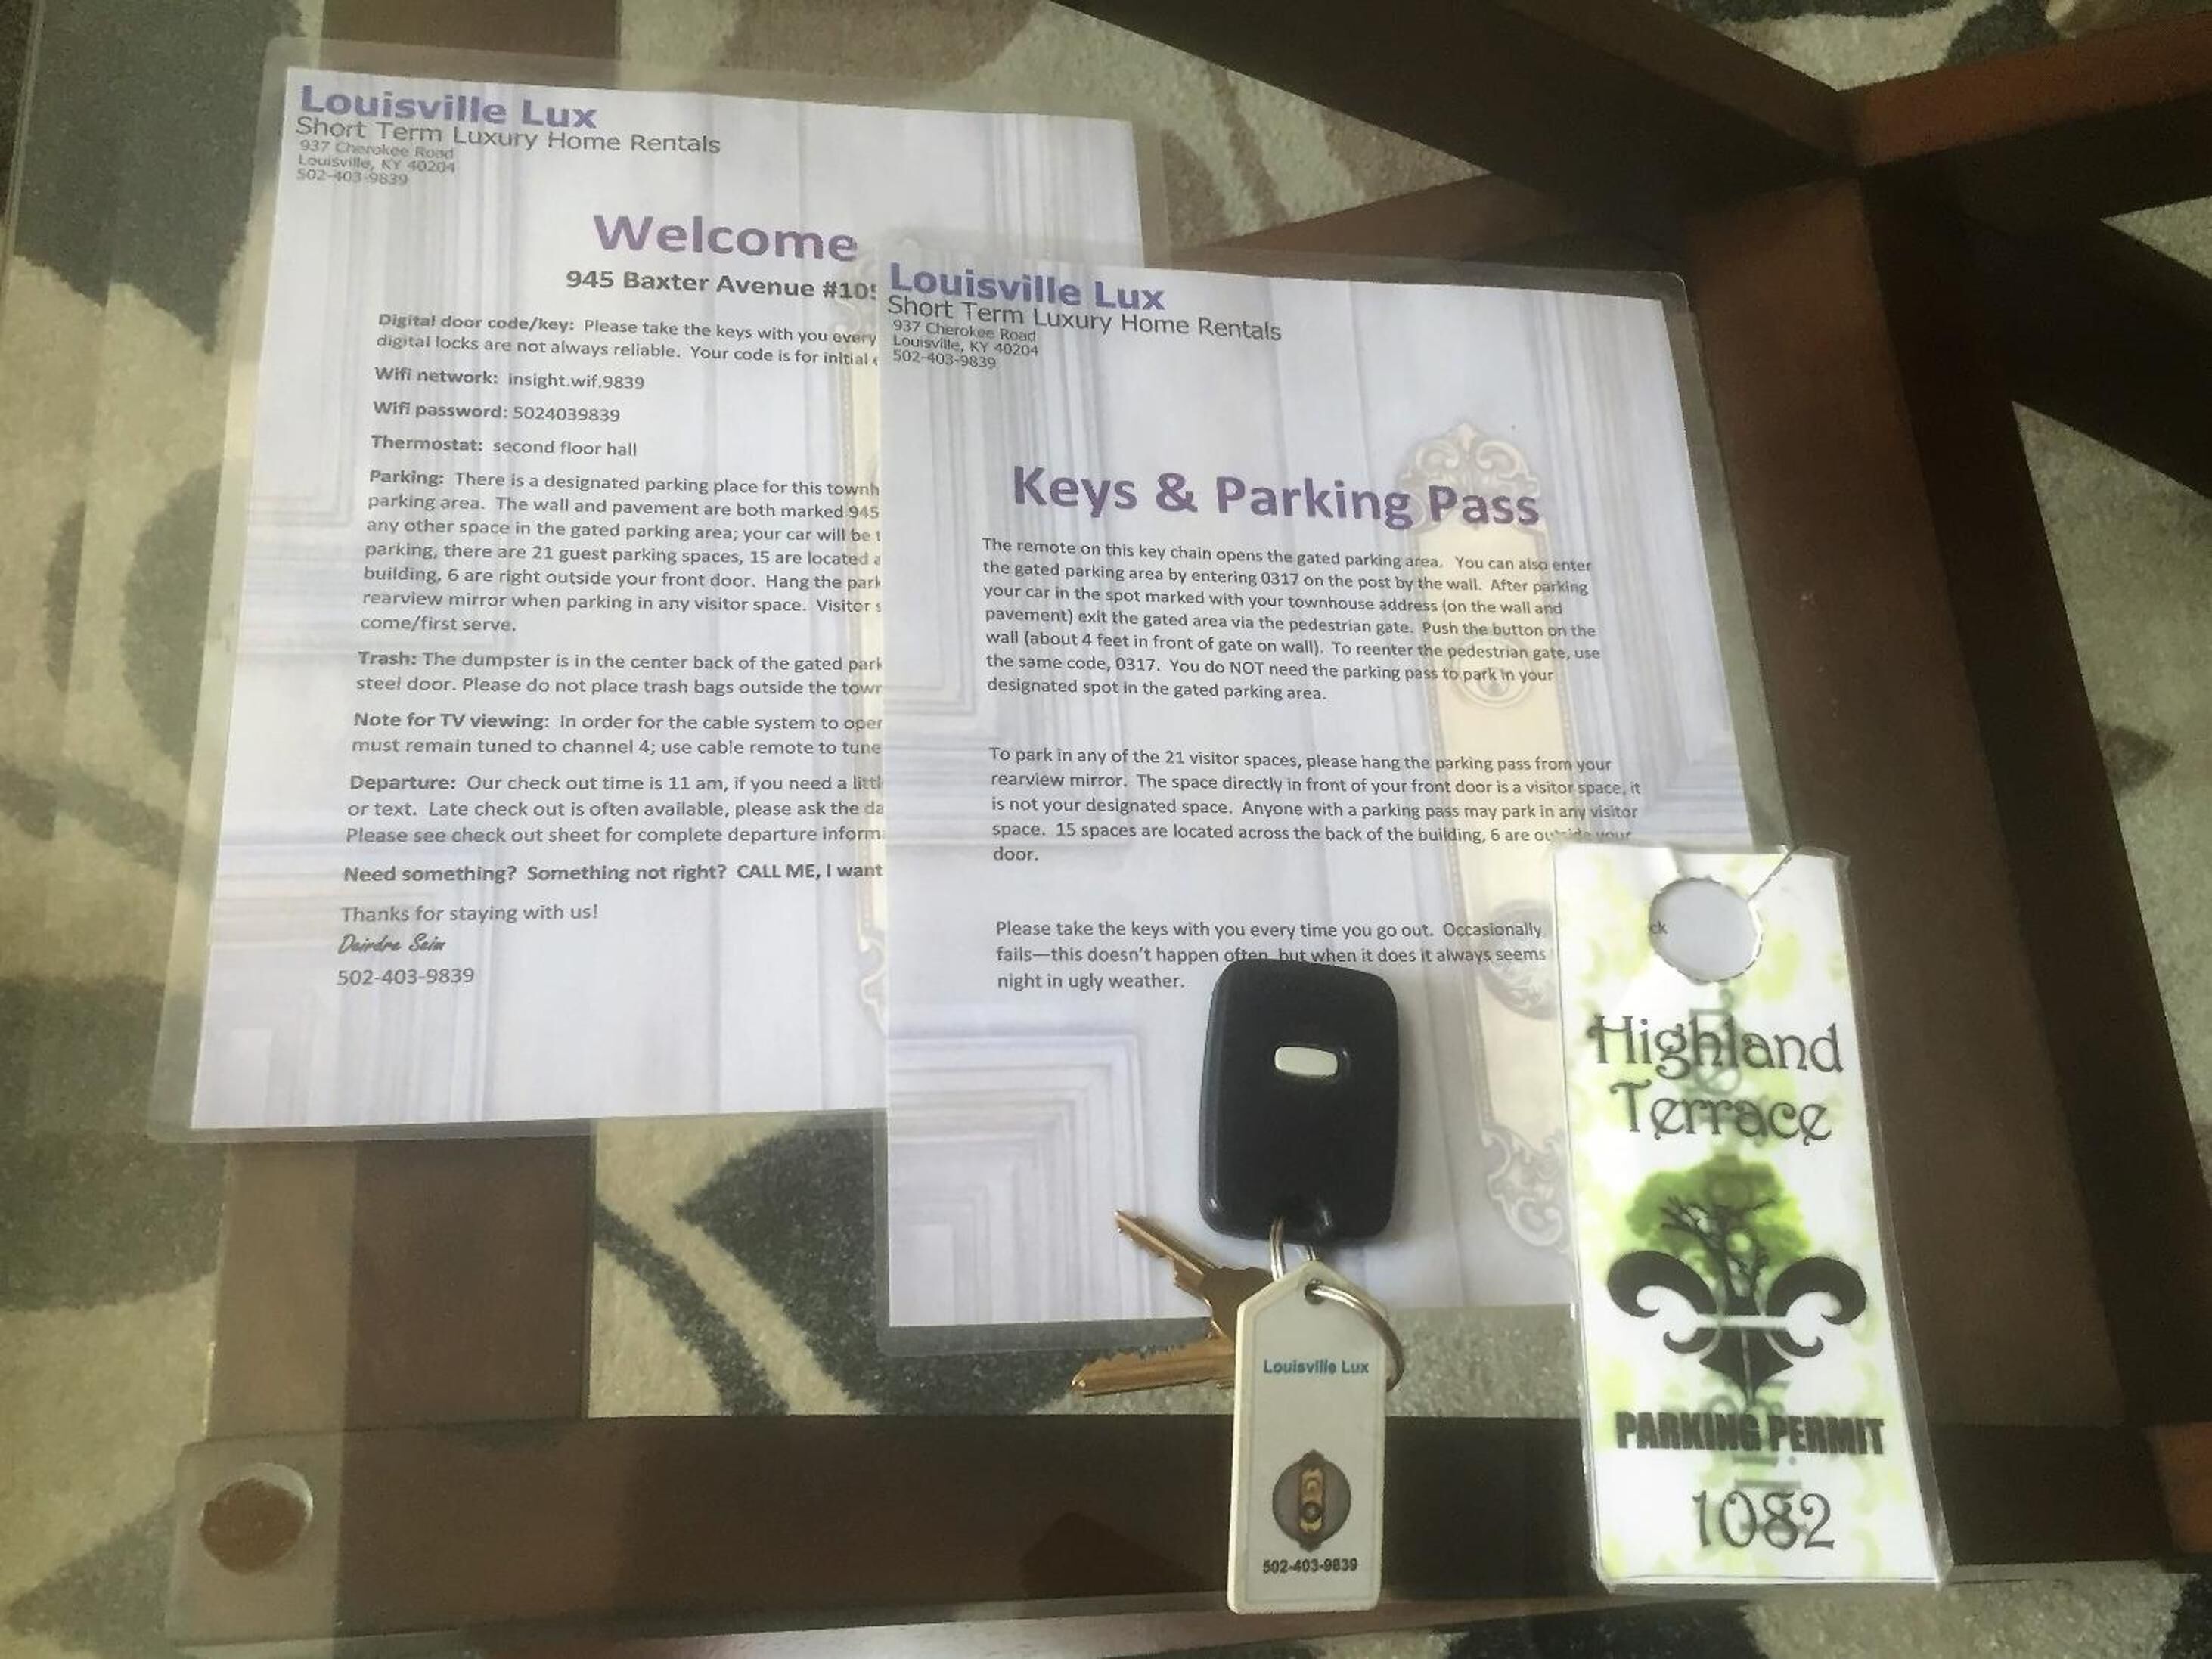 Louisville Lux
Short Term Luxury Home Rentals
937 Cherokee Road
Louisville, KY 40204
502-403-9839
Welcome
945 Baxter Avenue #10
Digital door code/key: Please take the keys with you every
digital locks are not always reliable. Your code is for initial
Wifi network: insight.wif.9839
Wifi password: 5024039839
Thermostat: second floor hall
Parking: There is a designated parking place for this townh
parking area. The wall and pavement are both marked 945
any other space in the gated parking area; your car will be
parking, there are 21 guest parking spaces, 15 are located
building, 6 are right outside your front door. Hang the park
rearview mirror when parking in any visitor space. Visitor
come/first serve.
Trash: The dumpster is in the center back of the gated park
steel door. Please do not place trash bags outside the town
Note for TV viewing: In order for the cable system to oper
must remain tuned to channel 4; use cable remote to tune
Departure: Our check out time is 11 am, if you need a littl
or text. Late check out is often available, please ask the da
Please see check out sheet for complete departure inform
Need something? Something not right? CALL ME, I want
Thanks for staying with us!
Deirdre Seim
502-403-9839
Louisville Lux
Short Term Luxury Home Rentals
937 Cherokee Road
Louisville, KY 40204
502-403-9839
Keys & Parking Pass
The remote on this key chain opens the gated parking area. You can also enter
the gated parking area by entering 0317 on the post by the wall. After parking
your car in the spot marked with your townhouse address (on the wall and
pavement) exit the gated area via the pedestrian gate. Push the button on the
wall (about 4 feet in front of gate on wall). To reenter the pedestrian gate, use
the same code, 0317. You do NOT need the parking pass to park in your
designated spot in the gated parking area.
To park in any of the 21 visitor spaces, please hang the parking pass from your
rearview mirror. The space directly in front of your front door is a visitor space, it
is not your designated space. Anyone with a parking pass may park in any visitor
space. 15 spaces are located across the back of the building, 6 are outside your
door.
Please take the keys with you every time you go out. Occasionally
fails—this doesn't happen often, but when it does it always seems
night in ugly weather.
ck
Highland
Terrace
PARKING PERMIT
1082
Louisville Lux
502-403-9839